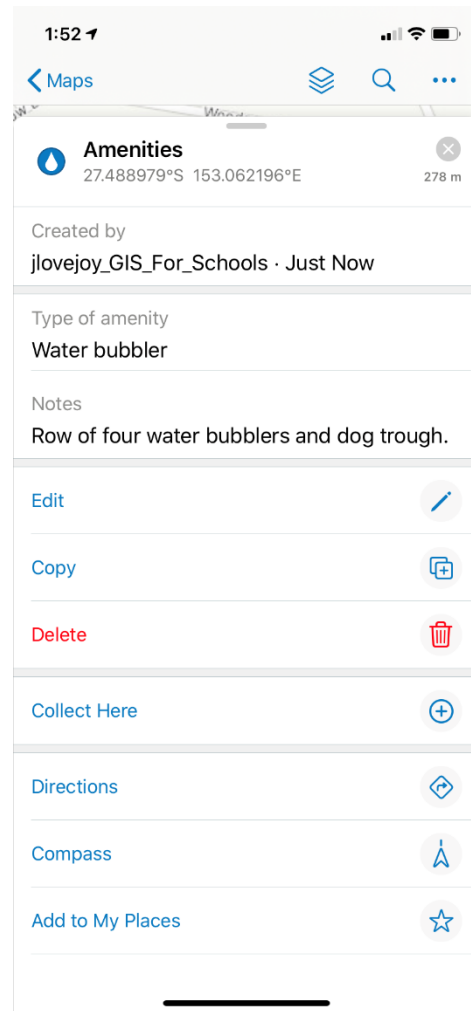 1:52
Maps
Amenities
27.488979°S 153.062196°E
278 m
Created by
jlovejoy_GIS_For_Schools · Just Now
Type of amenity
Water bubbler
Notes
Row of four water bubblers and dog trough.
Edit
Copy
Delete
Collect Here
Directions
Compass
Add to My Places